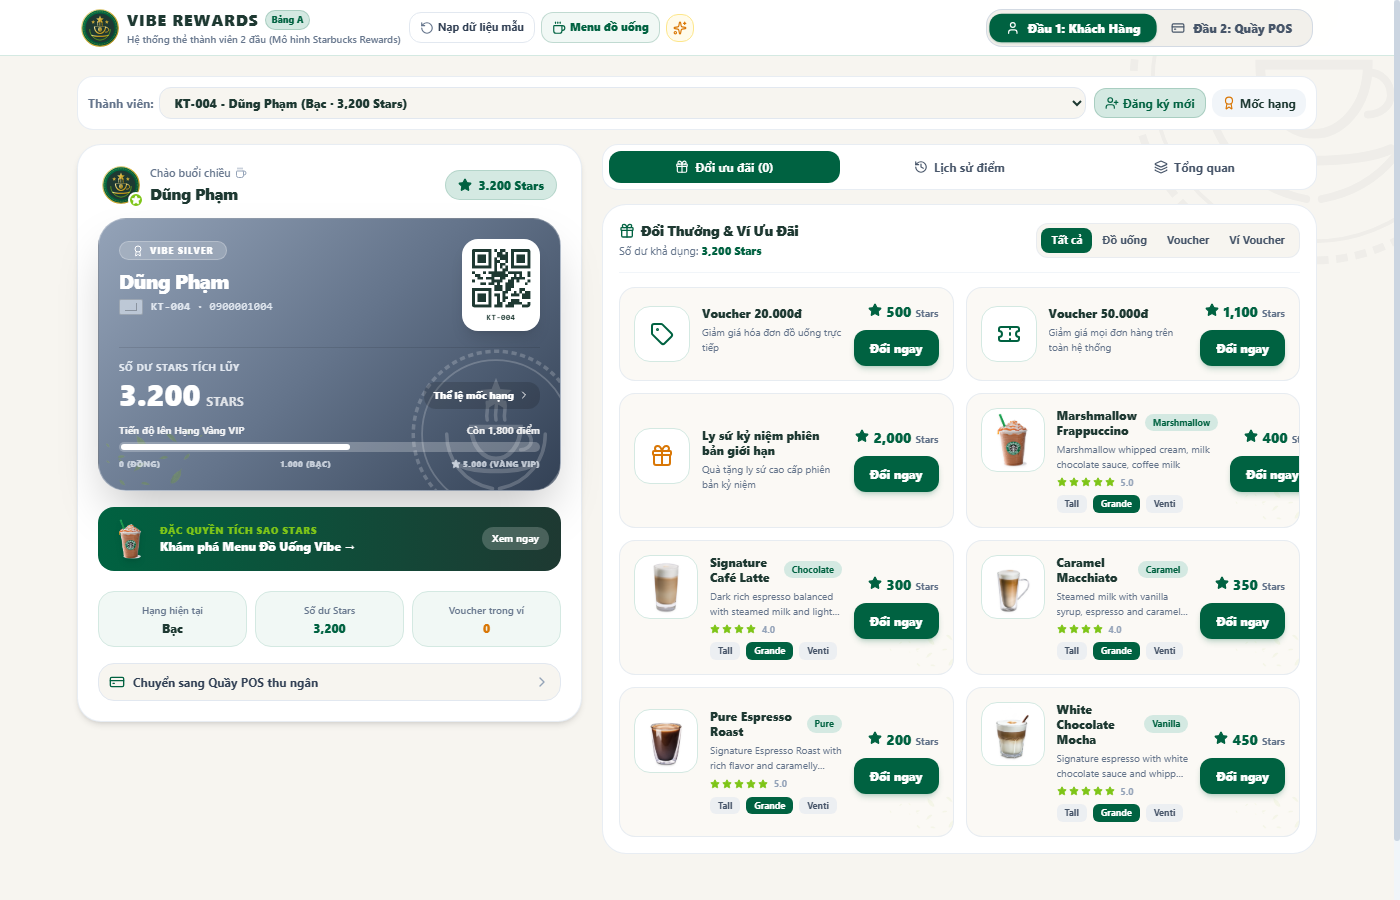 VIBE REWARDS Bảng A
Hệ thống thẻ thành viên 2 đầu (Mô hình Starbucks Rewards)
Nạp dữ liệu mẫu
Menu đồ uống
Đầu 1: Khách Hàng
Đầu 2: Quầy POS
Thành viên:
KT-004 - Dũng Phạm (Bạc · 3,200 Stars)
Đăng ký mới
Mốc hạng
Chào buổi chiều
Dũng Phạm
3.200 Stars
VIBE SILVER
Dũng Phạm
KT-004 · 0900001004
KT-004
SỐ DƯ STARS TÍCH LŨY
3.200 STARS
Thể lệ mốc hạng
Tiến độ lên Hạng Vàng VIP
Còn 1,800 điểm
0 (ĐỒNG)
1.000 (BẠC)
5.000 (VÀNG VIP)
ĐẶC QUYỀN TÍCH SAO STARS
Khám phá Menu Đồ Uống Vibe →
Xem ngay
Hạng hiện tại
Bạc
Số dư Stars
3,200
Voucher trong ví
0
Chuyển sang Quầy POS thu ngân
Đổi ưu đãi (0)
Lịch sử điểm
Tổng quan
Đổi Thưởng & Ví Ưu Đãi
Số dư khả dụng: 3,200 Stars
Tất cả
Đồ uống
Voucher
Ví Voucher
Voucher 20.000đ
Giảm giá hóa đơn đồ uống trực
tiếp
500 Stars
Đổi ngay
Voucher 50.000đ
Giảm giá mọi đơn hàng trên
toàn hệ thống
1,100 Stars
Đổi ngay
Ly sứ kỷ niệm phiên
bản giới hạn
Quà tặng ly sứ cao cấp phiên
bản kỷ niệm
2,000 Stars
Đổi ngay
Marshmallow
Frappuccino
Marshmallow
Marshmallow whipped cream, milk
chocolate sauce, coffee milk
5.0
Tall
Grande
Venti
400 St
Đổi ngay
Signature
Café Latte
Chocolate
Dark rich espresso balanced
with steamed milk and light...
4.0
Tall
Grande
Venti
300 Stars
Đổi ngay
Caramel
Macchiato
Caramel
Steamed milk with vanilla
syrup, espresso and caramel...
4.0
Tall
Grande
Venti
350 Stars
Đổi ngay
Pure Espresso
Roast
Pure
Signature Espresso Roast with
rich flavor and caramelly...
5.0
Tall
Grande
Venti
200 Stars
Đổi ngay
White
Chocolate
Mocha
Vanilla
Signature espresso with white
chocolate sauce and whipp...
5.0
Tall
Grande
Venti
450 Stars
Đổi ngay